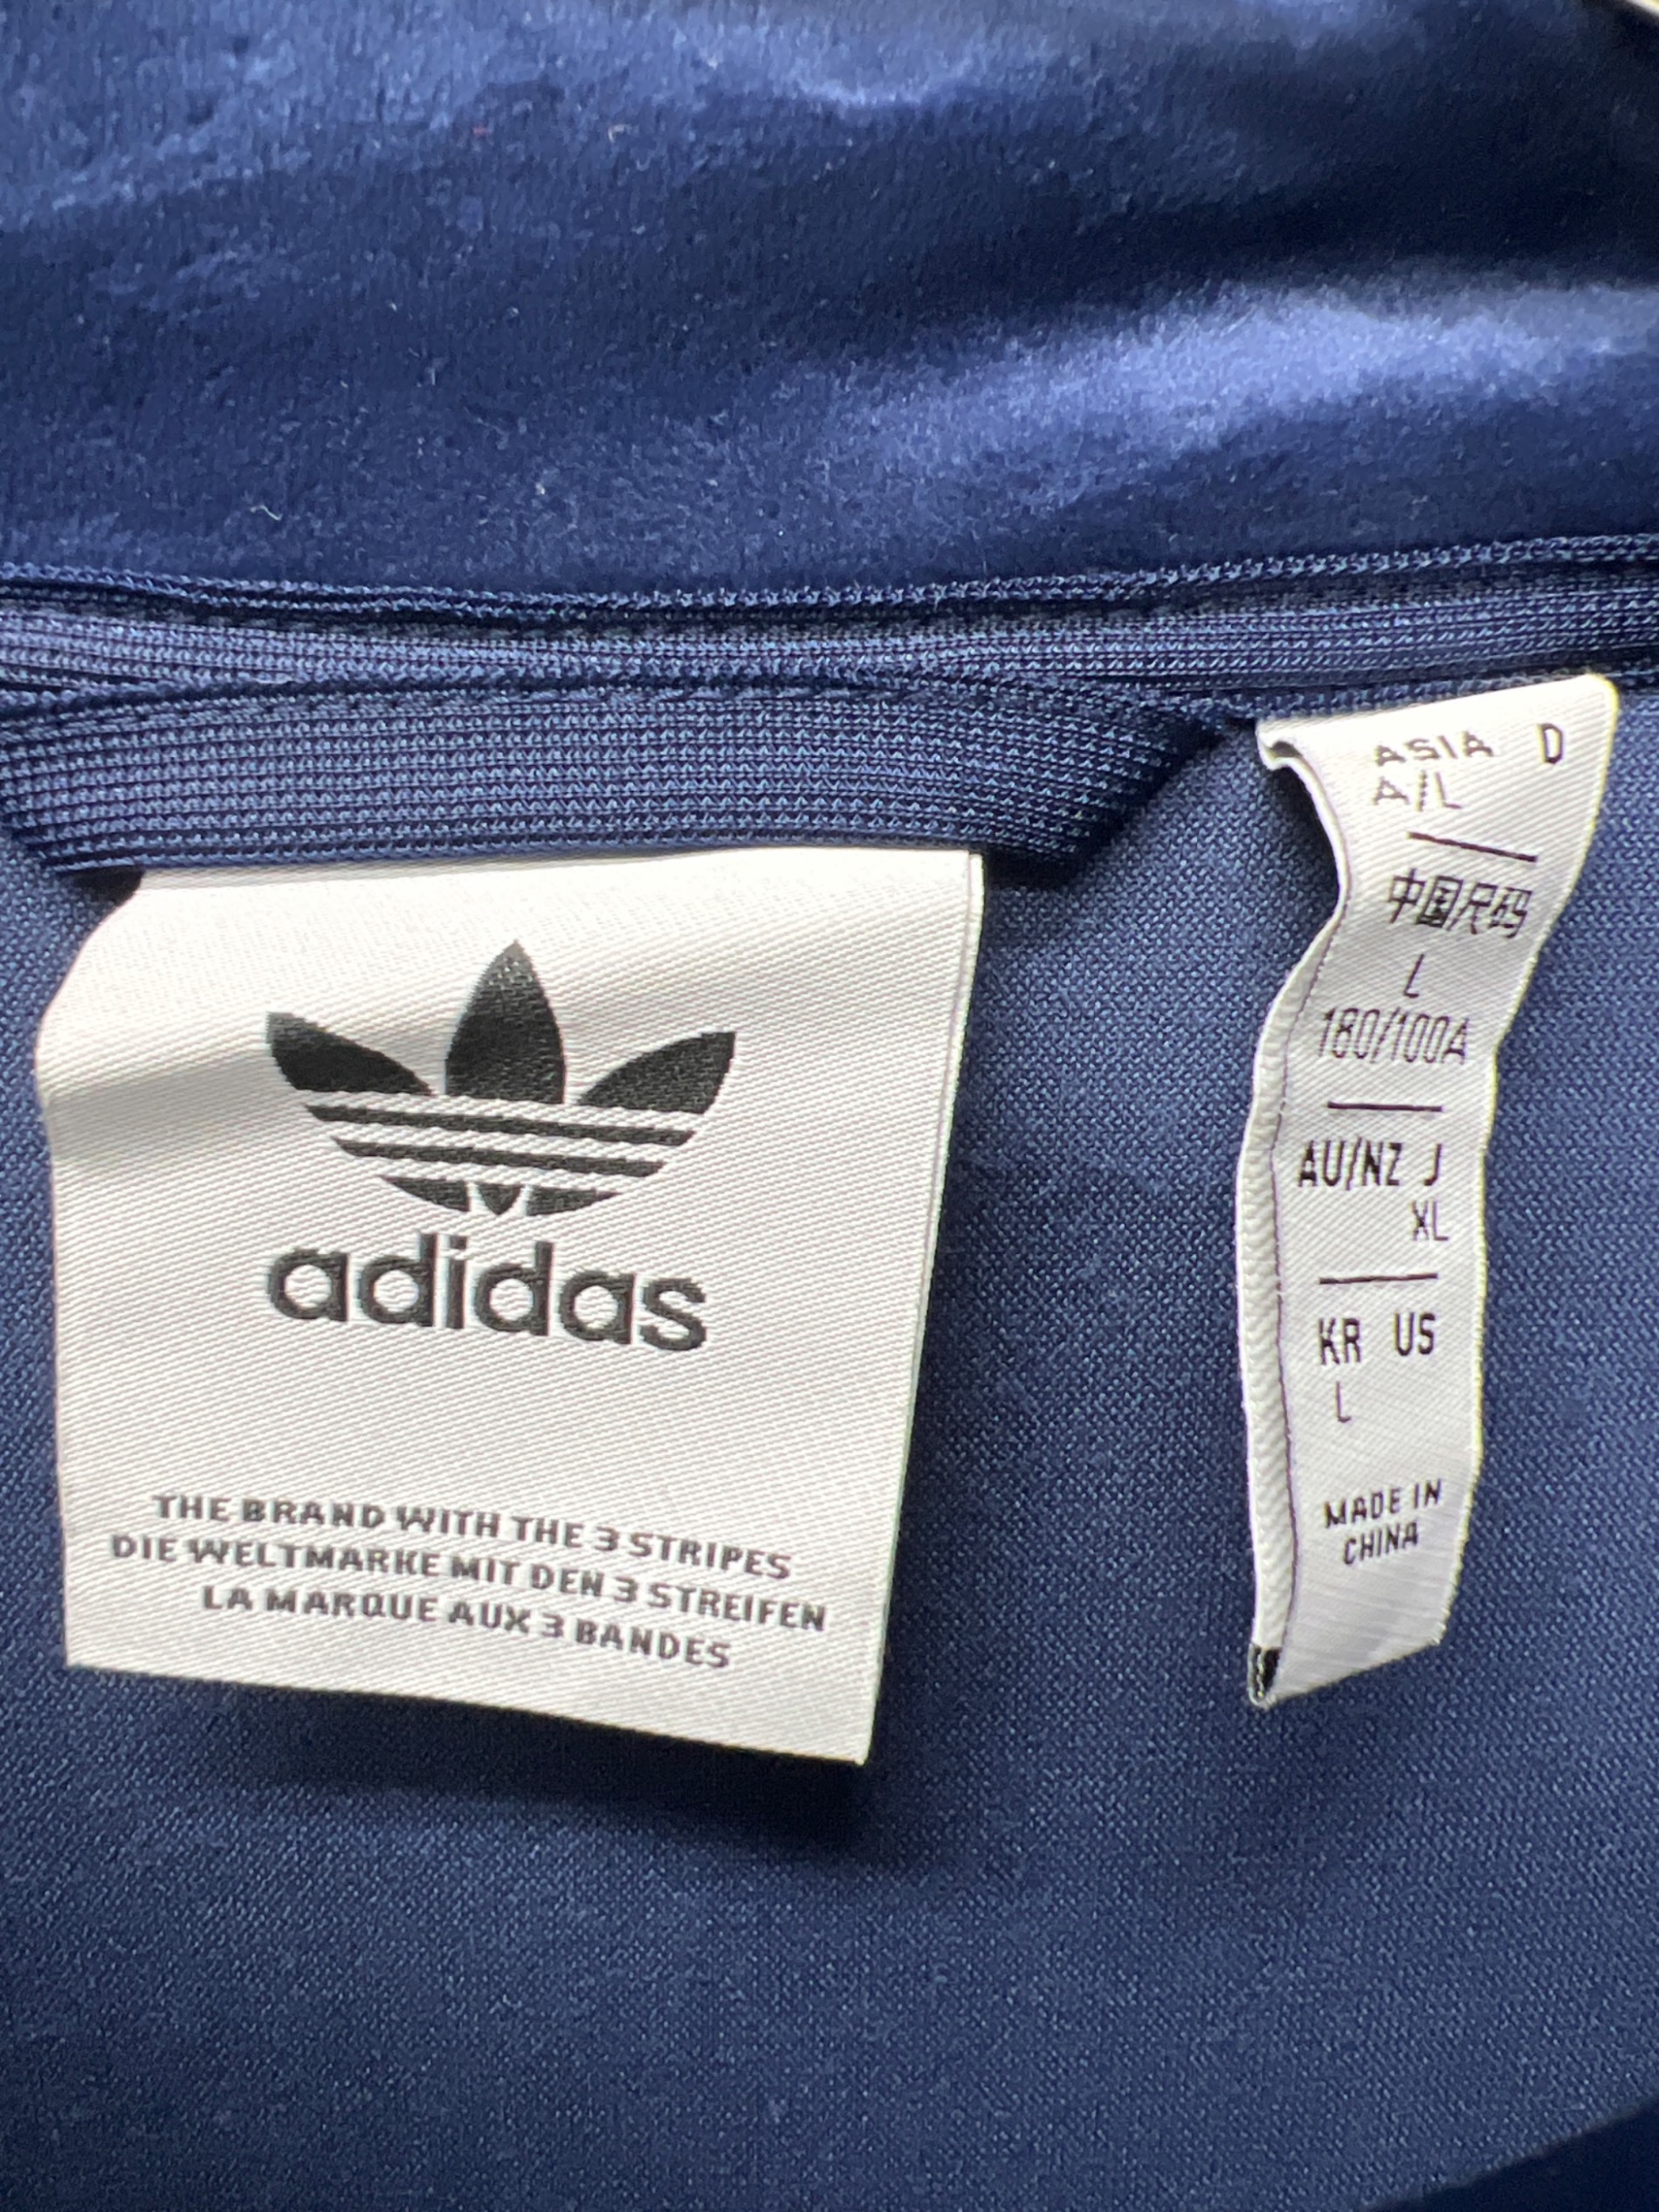 adidas
THE BRAND WITH THE 3 STRIPES
DIE WELTMARKE MIT DEN 3 STREIFEN
LA MARQUE AUX 3 BANDES
ASIA D
A/L
中国尺码
L
180/100A
AU/NZ J
XL
KR US
L
MADE IN
CHINA